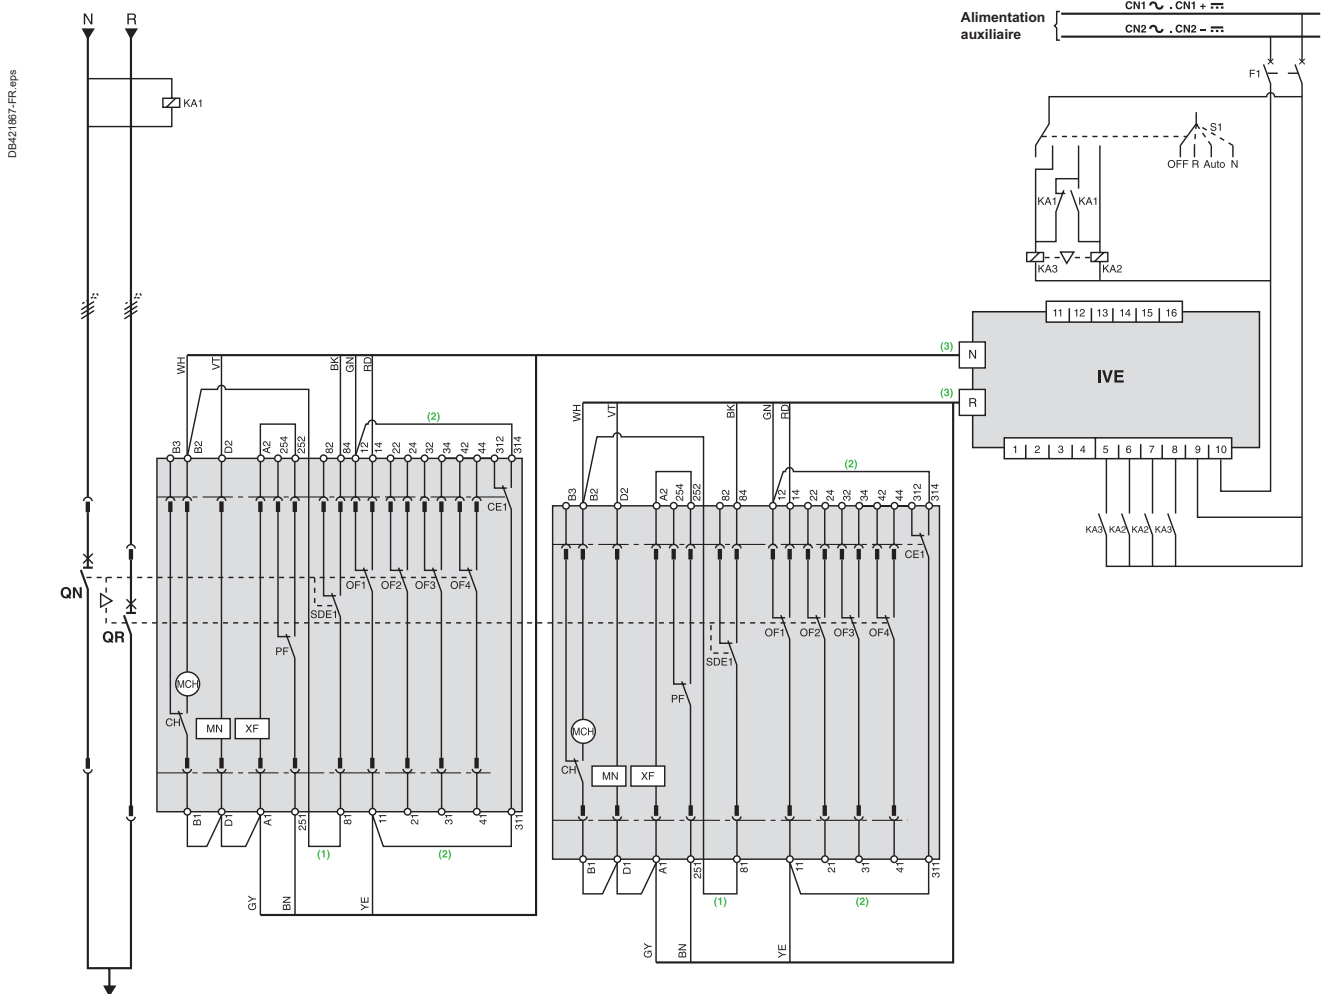 CN1 . CN1 +
Alimentation
auxiliaire
CN2 . CN2 –
N R
DB421867-FR.eps
KA1
F1
S1
OFF R Auto N
KA1 KA1
KA3 KA2
11 12 13 14 15 16
(3) N
IVE
(3) R
1 2 3 4 5 6 7 8 9 10
KA3 KA2 KA2 KA3
WH VT BK GN RD
(2)
B3 B2 D2 A2 254 252 82 84 12 14 22 24 32 34 42 44 312 314
CE1
QN
OF1 OF2 OF3 OF4
SDE1
QR
PF
MCH
CH
MN XF
B1 D1 A1 251 81 11 21 31 41 311
(1) (2)
GY BN YE
WH VT BK GN RD
(2)
B3 B2 D2 A2 254 252 82 84 12 14 22 24 32 34 42 44 312 314
CE1
OF1 OF2 OF3 OF4
SDE1
PF
MCH
CH
MN XF
B1 D1 A1 251 81 11 21 31 41 311
(1) (2)
GY BN YE